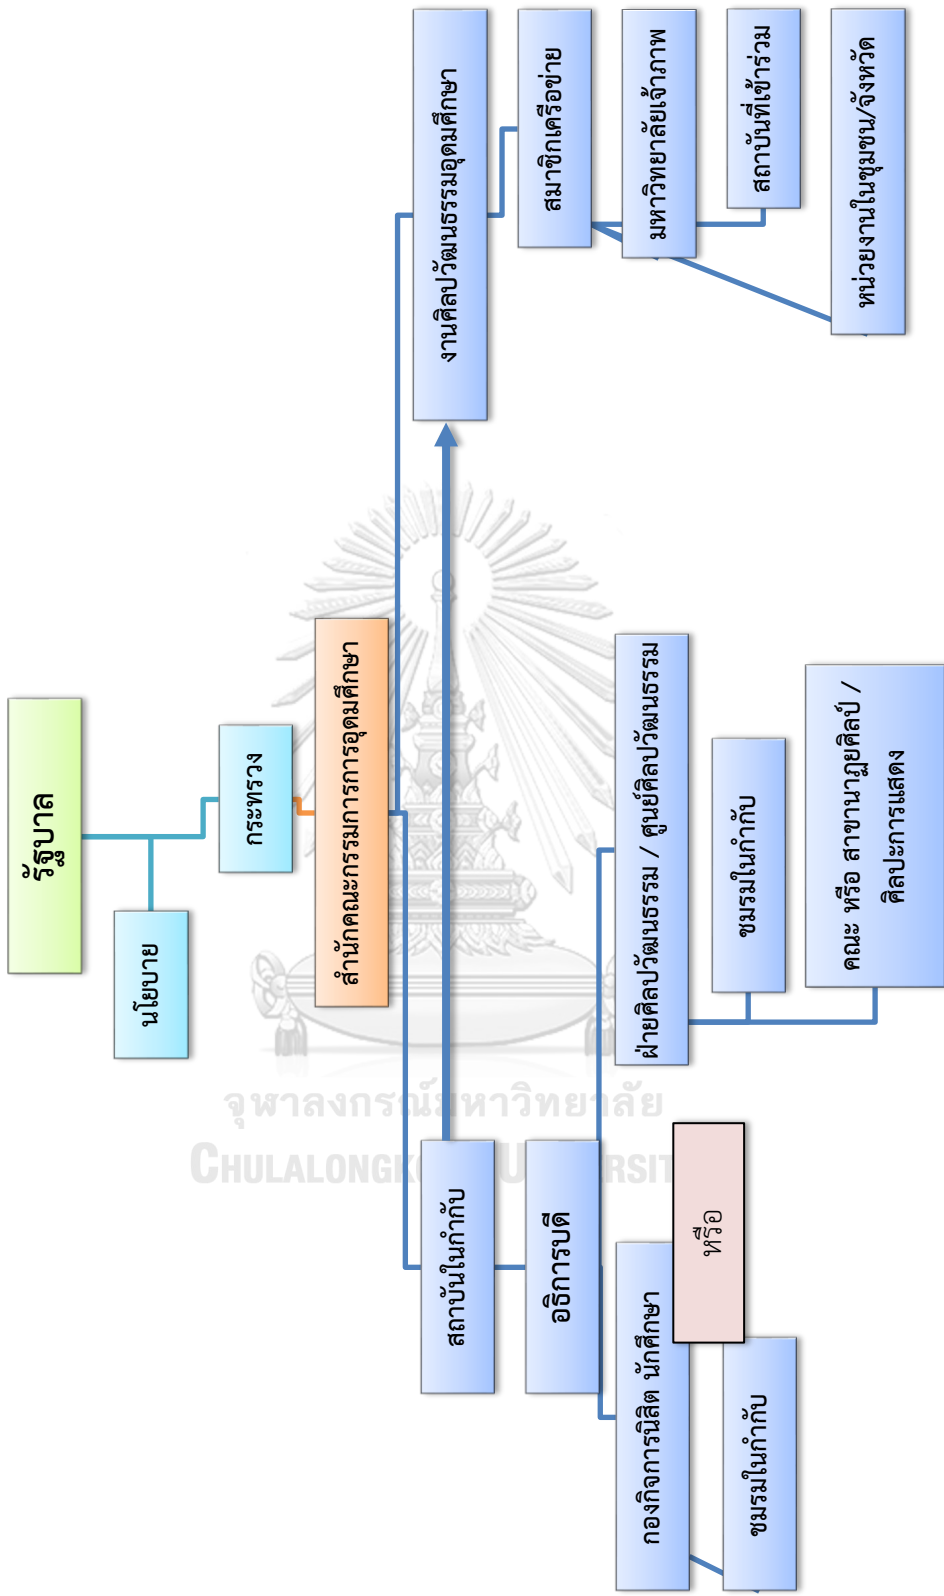 รัฐบาล
นโยบาย
กระทรวง
สำนักคณะกรรมการการอุดมศึกษา
สถาบันในกำกับ
งานศิลปวัฒนธรรมอุดมศึกษา
อธิการบดี
สมาชิกเครือข่าย
กองกิจการนิสิต นักศึกษา
ฝ่ายศิลปวัฒนธรรม / ศูนย์ศิลปวัฒนธรรม
มหาวิทยาลัยเจ้าภาพ
หรือ
ชมรมในกำกับ
ชมรมในกำกับ
สถาบันที่เข้าร่วม
คณะ หรือ สาขานาฏยศิลป์ /
ศิลปะการแสดง
หน่วยงานในชุมชน/จังหวัด
จุฬาลงกรณ์มหาวิทยาลัย
CHULALONGK U RSIT